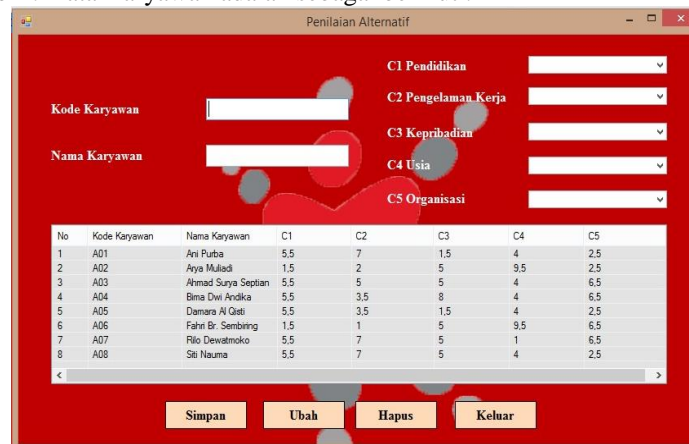 Penilaian Alternatif
Kode Karyawan
Nama Karyawan
C1 Pendidikan
C2 Pengelaman Kerja
C3 Kepribadian
C4 Usia
C5 Organisasi
No Kode Karyawan Nama Karyawan C1 C2 C3 C4 C5
1 A01 Ani Purba 5,5 7 1,5 4 2,5
2 A02 Arya Muliadi 1,5 2 5 9,5 2,5
3 A03 Ahmad Surya Septian 5,5 5 5 4 6,5
4 A04 Bima Dwi Andika 5,5 3,5 8 4 6,5
5 A05 Damara Al Qisti 5,5 3,5 1,5 4 2,5
6 A06 Fahri Br. Sembiring 1,5 1 5 9,5 6,5
7 A07 Rilo Dewatmoko 5,5 7 5 1 6,5
8 A08 Siti Nauma 5,5 7 5 4 2,5
Simpan Ubah Hapus Keluar